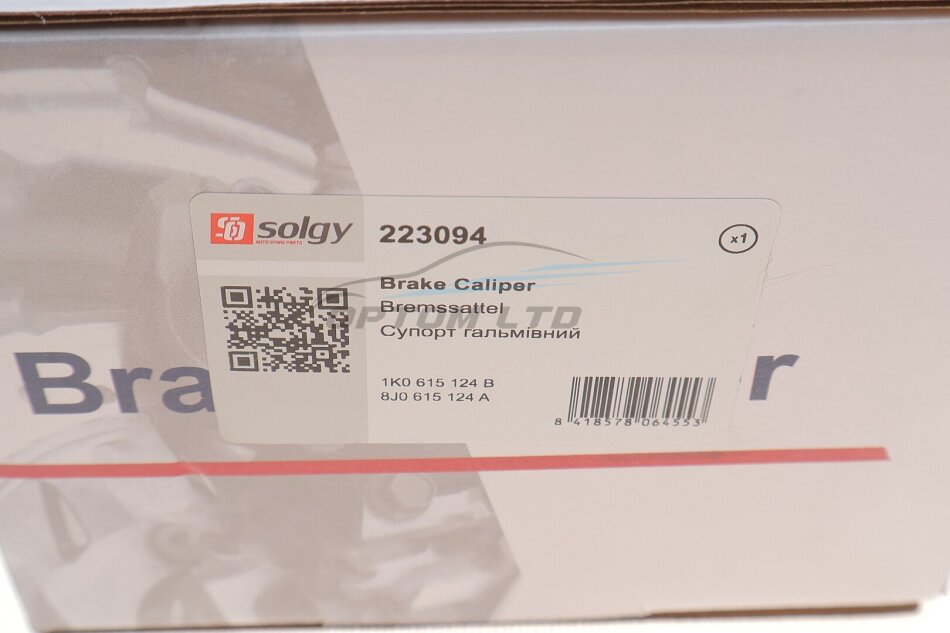 solgy
AUTO SPARE PARTS
223094
x1
Brake Caliper
Bremssattel
OPTOM LTD
Супорт гальмівний
1K0 615 124 B
8J0 615 124 A
8 418578 064553
Bra r